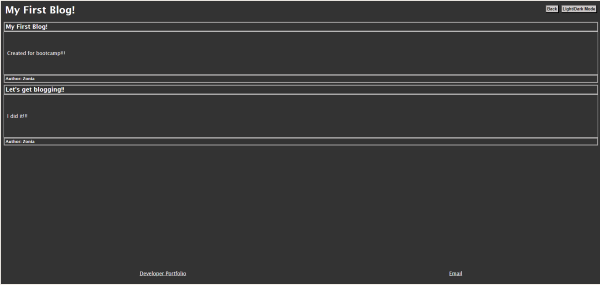 My First Blog!
Back Light/Dark Mode
My First Blog!
Created for bootcamp!!!
Author: Zonia
Let's get blogging!!
I did it!!!
Author: Zonia
Developer Portfolio
Email